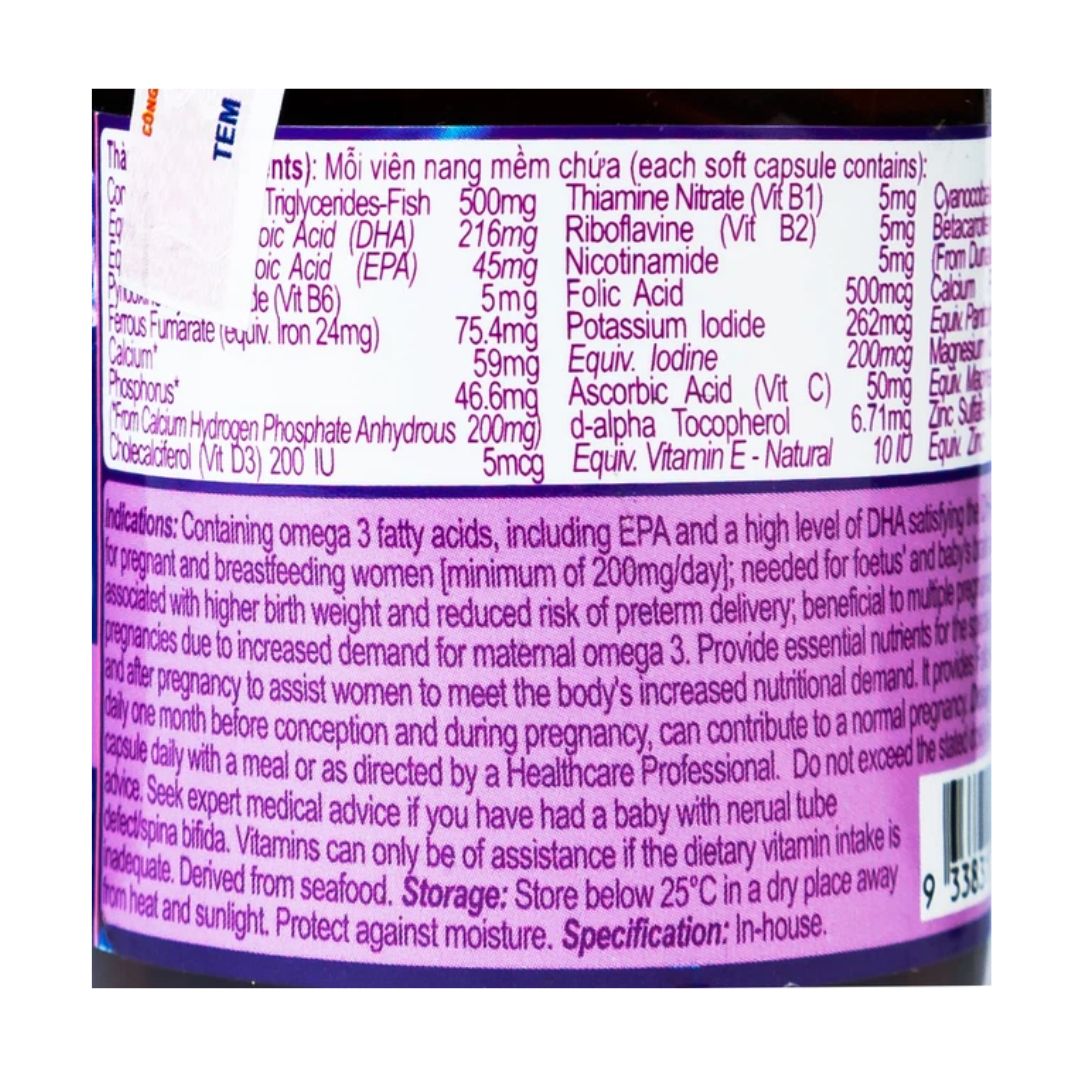 CÔNG
TEM
nts): Mỗi viên nang mềm chứa (each soft capsule contains):
Triglycerides-Fish 500mg
oic Acid (DHA) 216mg
oic Acid (EPA) 45mg
de (Vit B6) 5mg
Ferrous Fumarate (equiv. Iron 24mg) 75.4mg
Calcium* 59mg
Phosphorus* 46.6mg
(*From Calcium Hydrogen Phosphate Anhydrous 200mg)
Cholecalciferol (Vit D3) 200 IU 5mcg
Thiamine Nitrate (Vit B1) 5mg
Riboflavine (Vit B2) 5mg
Nicotinamide 5mg
Folic Acid 500mcg
Potassium Iodide 262mcg
Equiv. Iodine 200mcg
Ascorbic Acid (Vit C) 50mg
d-alpha Tocopherol 6.71mg
Equiv. Vitamin E - Natural 10 IU
(From
Calcium
Equiv.
Equiv.
Zinc
Equiv.
Indications: Containing omega 3 fatty acids, including EPA and a high level of DHA satisfying the
for pregnant and breastfeeding women [minimum of 200mg/day]; needed for foetus' and baby's
associated with higher birth weight and reduced risk of preterm delivery; beneficial to multiple
pregnancies due to increased demand for maternal omega 3. Provide essential nutrients for the
and after pregnancy to assist women to meet the body's increased nutritional demand. It provides
daily one month before conception and during pregnancy, can contribute to a normal pregnancy.
capsule daily with a meal or as directed by a Healthcare Professional. Do not exceed the stated
advice. Seek expert medical advice if you have had a baby with nerual tube
defect/spina bifida. Vitamins can only be of assistance if the dietary vitamin intake is
inadequate. Derived from seafood. Storage: Store below 25°C in a dry place away
from heat and sunlight. Protect against moisture. Specification: In-house.
9 3383